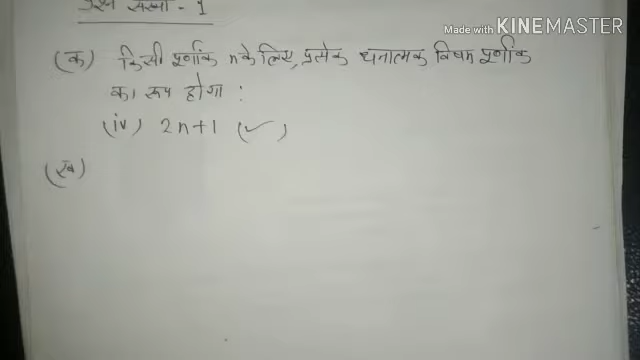 Made with KINEMASTER
प्रश्न संख्या - 1
(क) किसी पूर्णांक n के लिए, प्रत्येक धनात्मक विषम पूर्णांक
का रूप होगा :
(iv) 2n+1 (✓)
(ख)